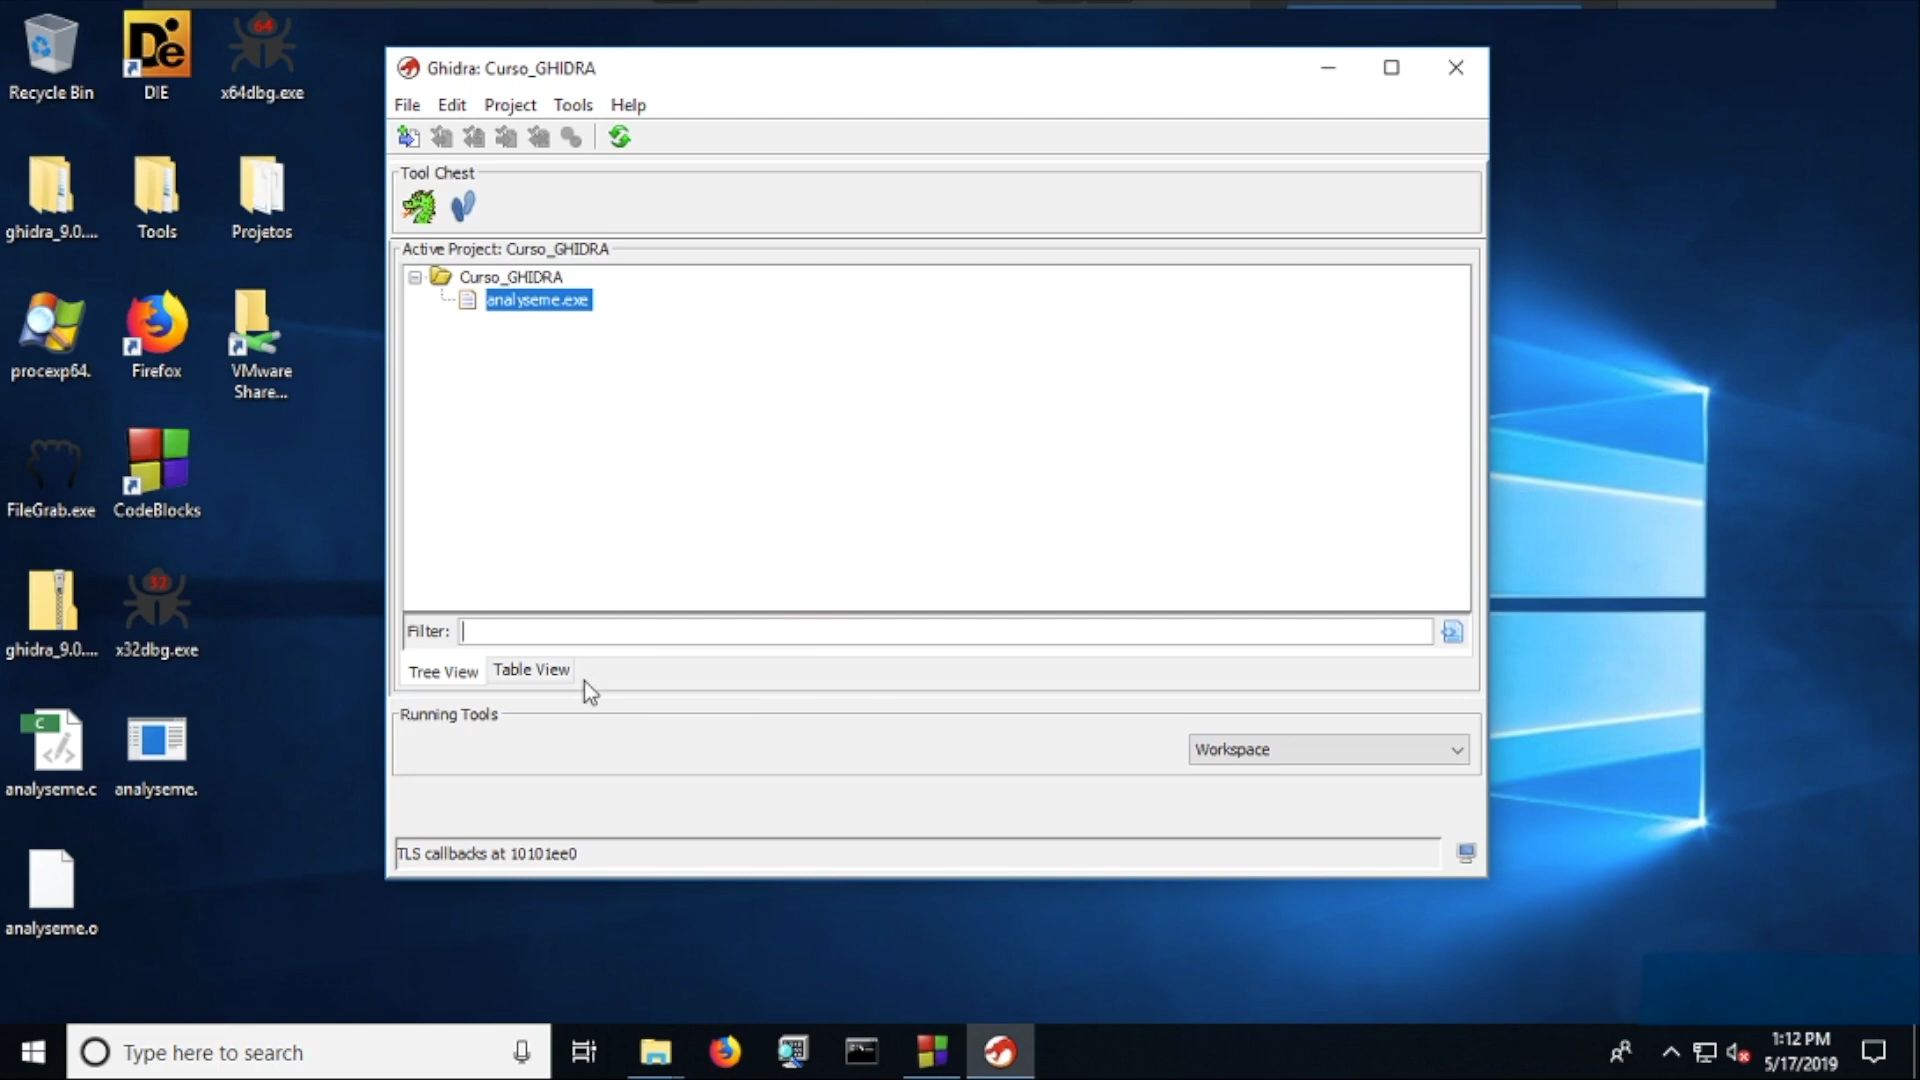 Recycle Bin
DIE
x64dbg.exe
ghidra_9.0....
Tools
Projetos
procexp64.
Firefox
VMware
Share...
FileGrab.exe
CodeBlocks
ghidra_9.0....
x32dbg.exe
analyseme.c
analyseme.
analyseme.o
De
64
32
C
Ghidra: Curso_GHIDRA
File Edit Project Tools Help
Tool Chest
Active Project: Curso_GHIDRA
Curso_GHIDRA
analyseme.exe
Filter:
Tree View Table View
Running Tools
Workspace
TLS callbacks at 10101ee0
Type here to search
1:12 PM
5/17/2019